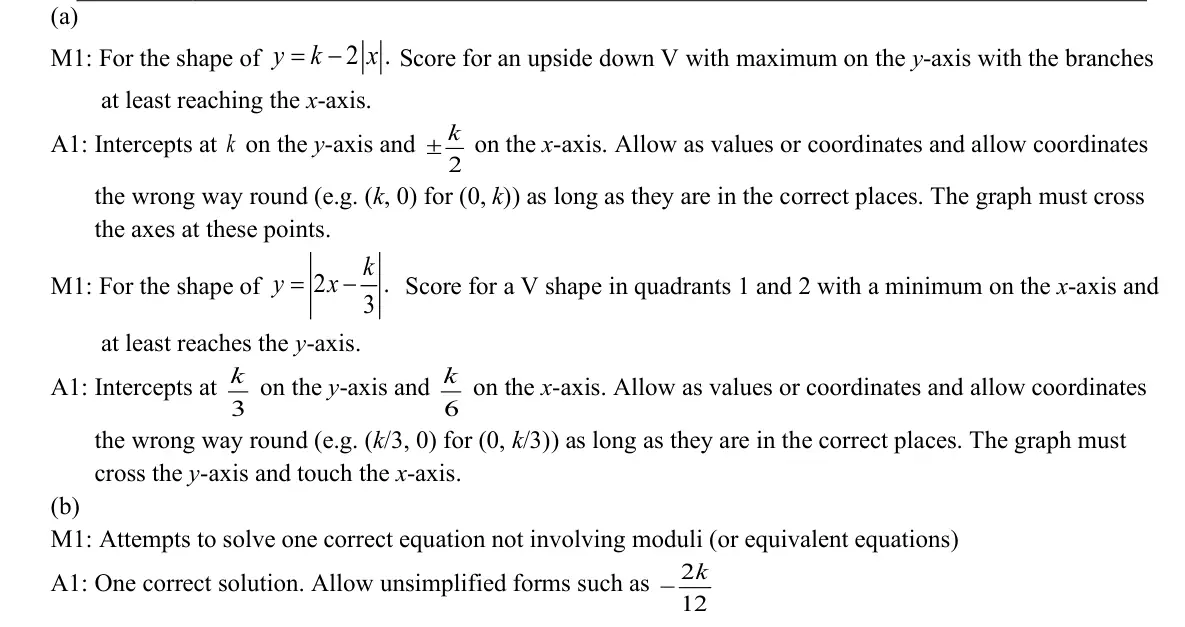 (a)
M1: For the shape of y = k − 2|x|. Score for an upside down V with maximum on the y-axis with the branches
at least reaching the x-axis.
A1: Intercepts at k on the y-axis and ± k/2 on the x-axis. Allow as values or coordinates and allow coordinates
the wrong way round (e.g. (k, 0) for (0, k)) as long as they are in the correct places. The graph must cross
the axes at these points.
M1: For the shape of y = |2x − k/3|. Score for a V shape in quadrants 1 and 2 with a minimum on the x-axis and
at least reaches the y-axis.
A1: Intercepts at k/3 on the y-axis and k/6 on the x-axis. Allow as values or coordinates and allow coordinates
the wrong way round (e.g. (k/3, 0) for (0, k/3)) as long as they are in the correct places. The graph must
cross the y-axis and touch the x-axis.
(b)
M1: Attempts to solve one correct equation not involving moduli (or equivalent equations)
A1: One correct solution. Allow unsimplified forms such as − 2k/12